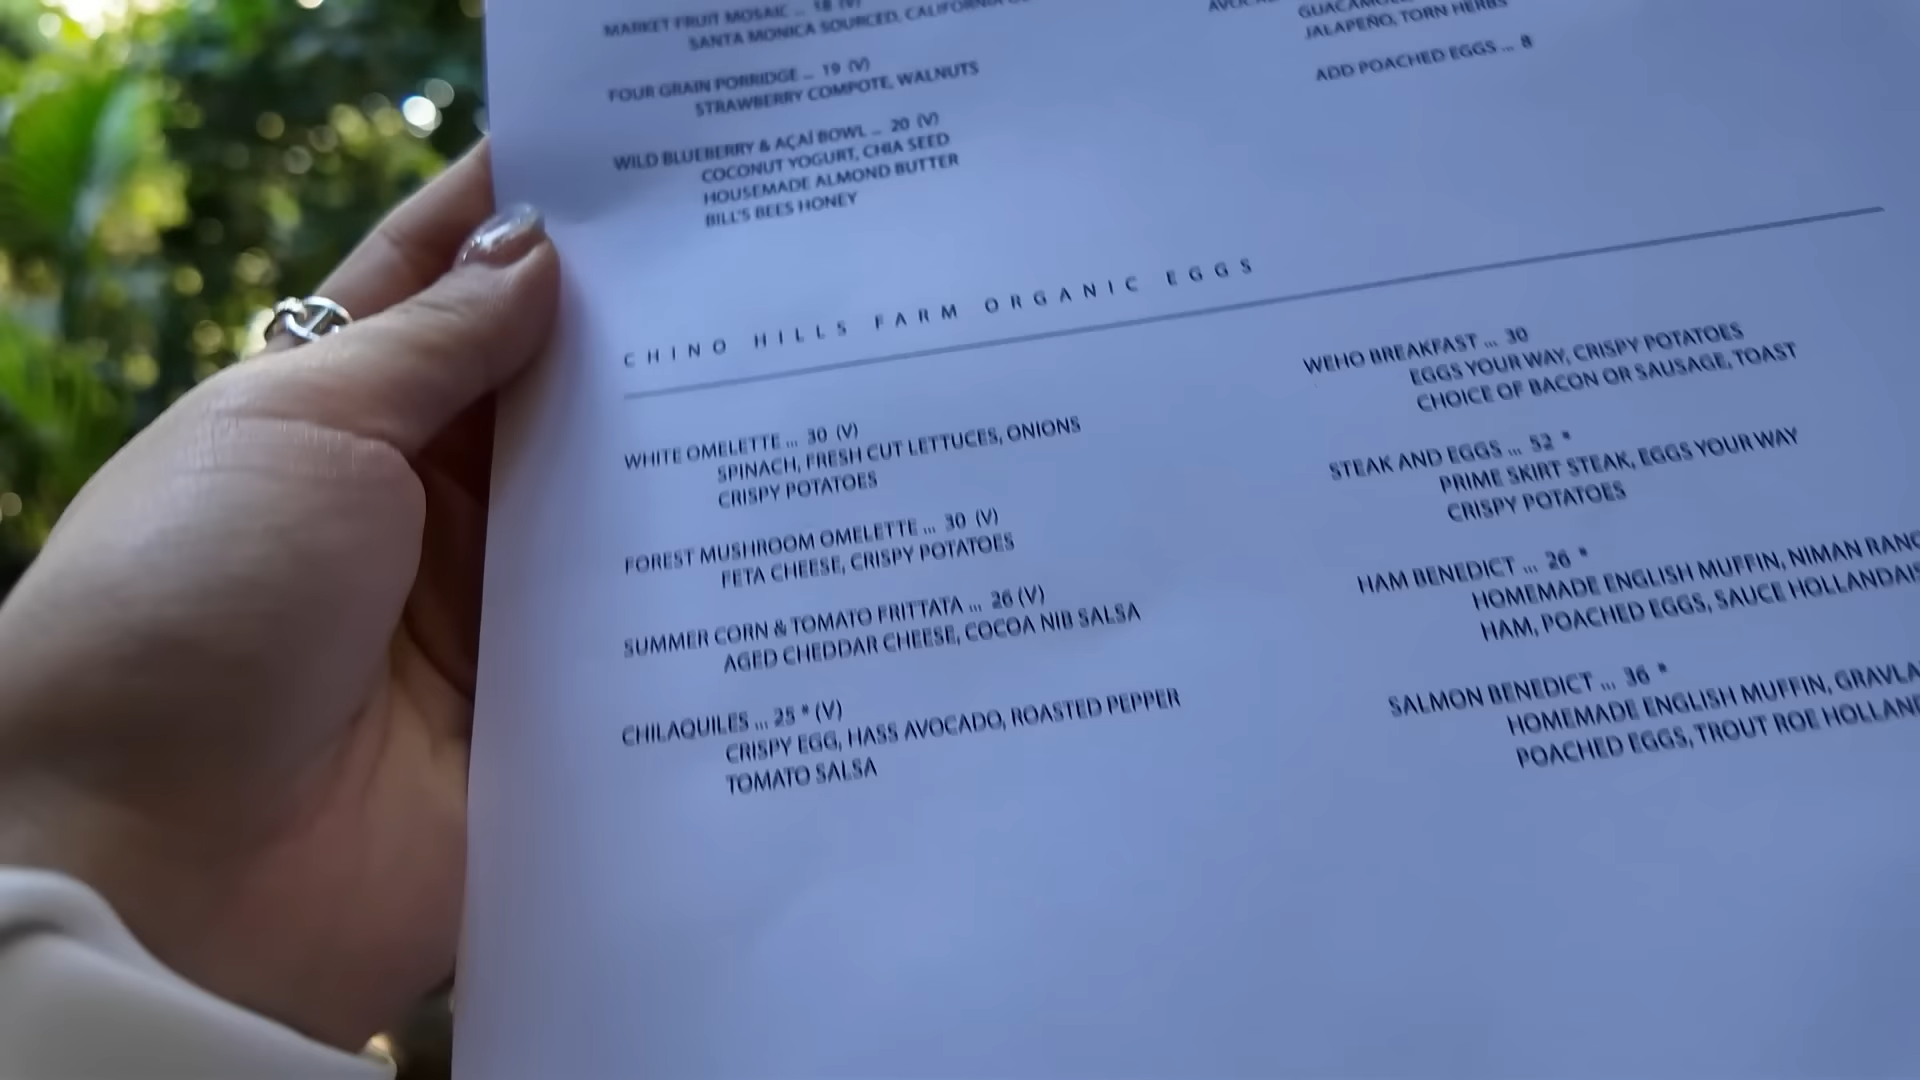 MARKET FRUIT MOSAIC ... 18 (V)
SANTA MONICA SOURCED, CALIFORNIA
FOUR GRAIN PORRIDGE ... 19 (V)
STRAWBERRY COMPOTE, WALNUTS
WILD BLUEBERRY & AÇAÍ BOWL ... 20 (V)
COCONUT YOGURT, CHIA SEED
HOUSEMADE ALMOND BUTTER
BILL'S BEES HONEY
JALAPEÑO, TORN HERBS
ADD POACHED EGGS ... 8
CHINO HILLS FARM ORGANIC EGGS
WHITE OMELETTE ... 30 (V)
SPINACH, FRESH CUT LETTUCES, ONIONS
CRISPY POTATOES
FOREST MUSHROOM OMELETTE ... 30 (V)
FETA CHEESE, CRISPY POTATOES
SUMMER CORN & TOMATO FRITTATA ... 26 (V)
AGED CHEDDAR CHEESE, COCOA NIB SALSA
CHILAQUILES ... 25 * (V)
CRISPY EGG, HASS AVOCADO, ROASTED PEPPER
TOMATO SALSA
WEHO BREAKFAST ... 30
EGGS YOUR WAY, CRISPY POTATOES
CHOICE OF BACON OR SAUSAGE, TOAST
STEAK AND EGGS ... 52 *
PRIME SKIRT STEAK, EGGS YOUR WAY
CRISPY POTATOES
HAM BENEDICT ... 26 *
HOMEMADE ENGLISH MUFFIN, NIMAN RANC
HAM, POACHED EGGS, SAUCE HOLLANDAIS
SALMON BENEDICT ... 36 *
HOMEMADE ENGLISH MUFFIN, GRAVLA
POACHED EGGS, TROUT ROE HOLLAND